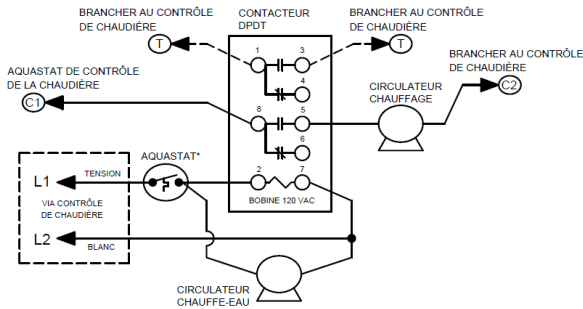 BRANCHER AU CONTRÔLE
DE CHAUDIÈRE
CONTACTEUR
DPDT
BRANCHER AU CONTRÔLE
DE CHAUDIÈRE
T
1
3
T
BRANCHER AU CONTRÔLE
DE CHAUDIÈRE
AQUASTAT DE CONTRÔLE
DE LA CHAUDIÈRE
4
CIRCULATEUR
CHAUFFAGE
C1
C2
8
5
6
AQUASTAT*
L1
TENSION
2
7
VIA CONTRÔLE
DE CHAUDIÈRE
BOBINE 120 VAC
L2
BLANC
CIRCULATEUR
CHAUFFE-EAU